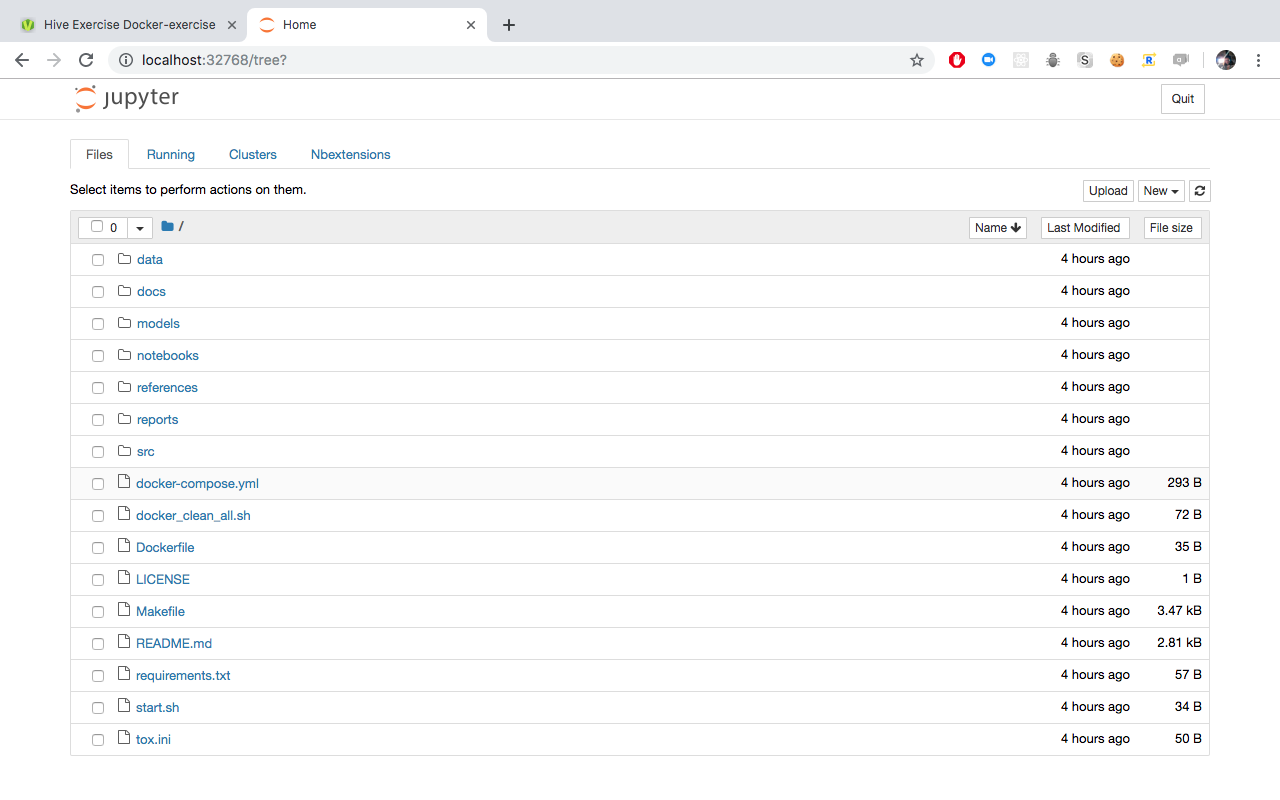 Hive Exercise Docker-exercise
Home
localhost:32768/tree?
S
R
jupyter
Quit
Files Running Clusters Nbextensions
Select items to perform actions on them.
Upload New
0 / Name Last Modified File size
data 4 hours ago
docs 4 hours ago
models 4 hours ago
notebooks 4 hours ago
references 4 hours ago
reports 4 hours ago
src 4 hours ago
docker-compose.yml 4 hours ago 293 B
docker_clean_all.sh 4 hours ago 72 B
Dockerfile 4 hours ago 35 B
LICENSE 4 hours ago 1 B
Makefile 4 hours ago 3.47 kB
README.md 4 hours ago 2.81 kB
requirements.txt 4 hours ago 57 B
start.sh 4 hours ago 34 B
tox.ini 4 hours ago 50 B